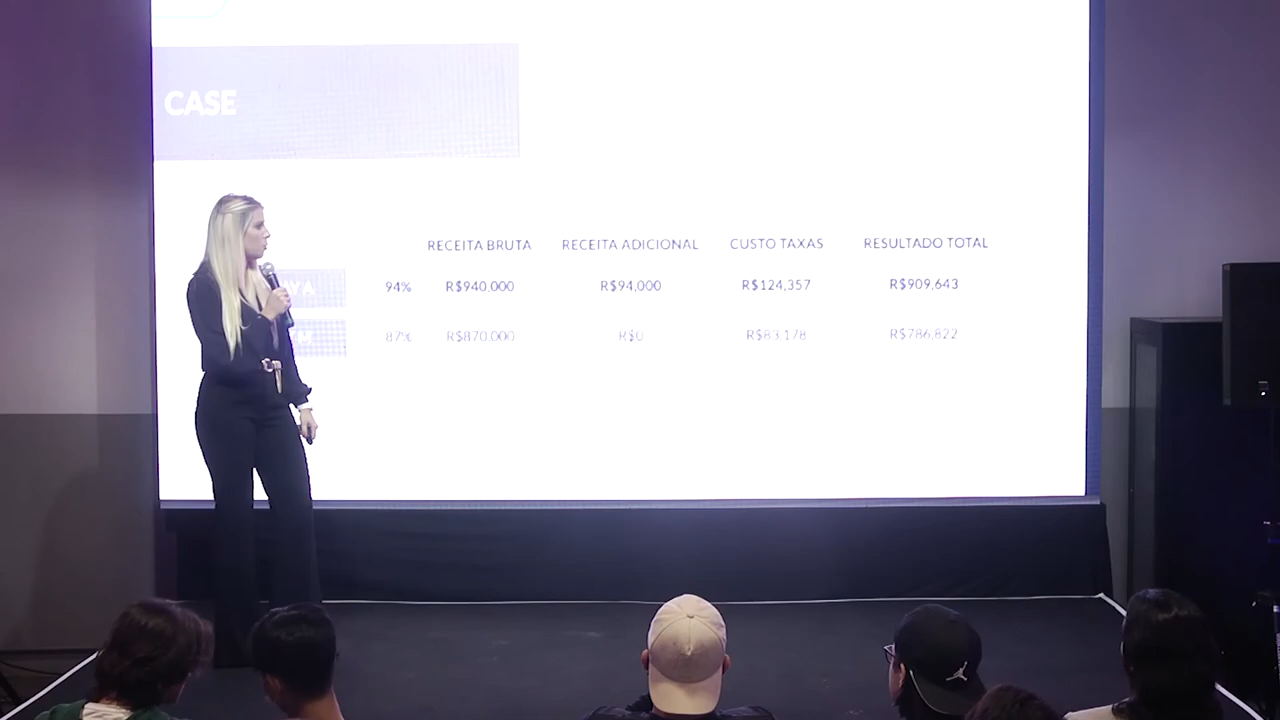 CASE
RECEITA BRUTA RECEITA ADICIONAL CUSTO TAXAS RESULTADO TOTAL
94% R$940,000 R$94,000 R$124,357 R$909,643
87% R$870,000 R$0 R$83,178 R$786,822